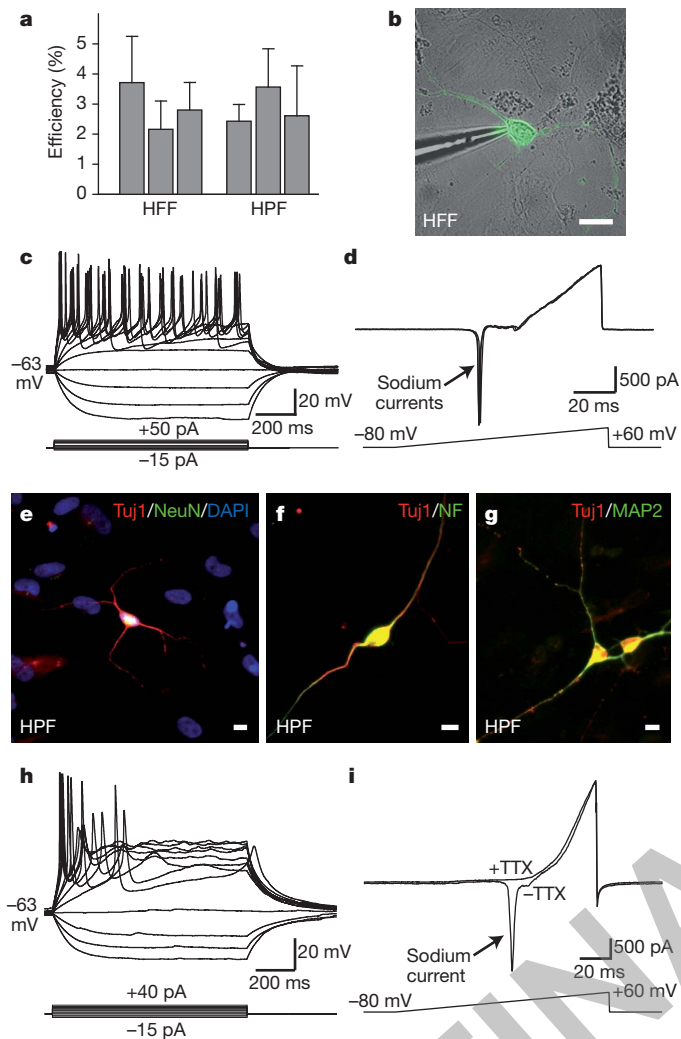 a
Efficiency (%)
5
4
3
2
1
0
HFF
HPF
b
HFF
c
–63
mV
20 mV
200 ms
+50 pA
–15 pA
d
Sodium
currents
500 pA
20 ms
–80 mV
+60 mV
e
Tuj1/NeuN/DAPI
HPF
f
Tuj1/NF
HPF
g
Tuj1/MAP2
HPF
h
–63
mV
20 mV
200 ms
+40 pA
–15 pA
i
+TTX
–TTX
Sodium
current
500 pA
20 ms
–80 mV
+60 mV